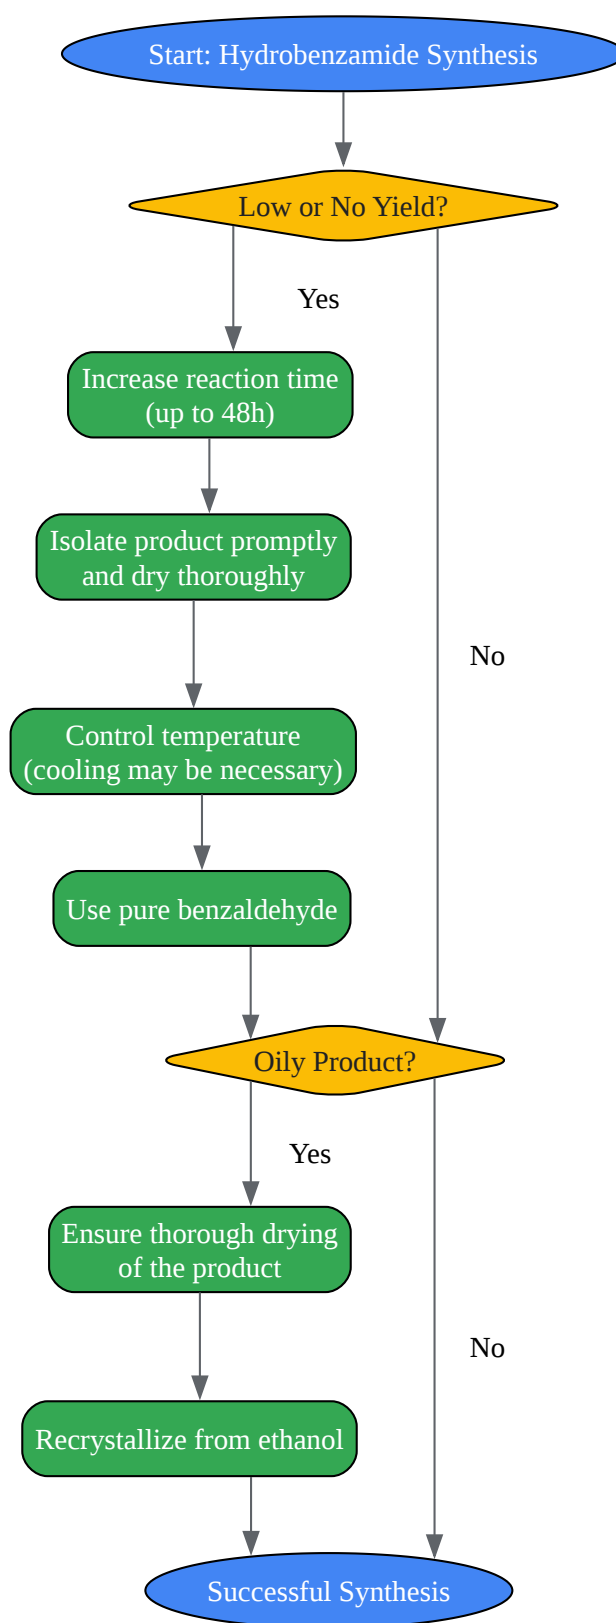 Start: Hydrobenzamide Synthesis
Low or No Yield?
Yes
Increase reaction time
(up to 48h)
Isolate product promptly
and dry thoroughly
No
Control temperature
(cooling may be necessary)
Use pure benzaldehyde
Oily Product?
Yes
Ensure thorough drying
of the product
No
Recrystallize from ethanol
Successful Synthesis